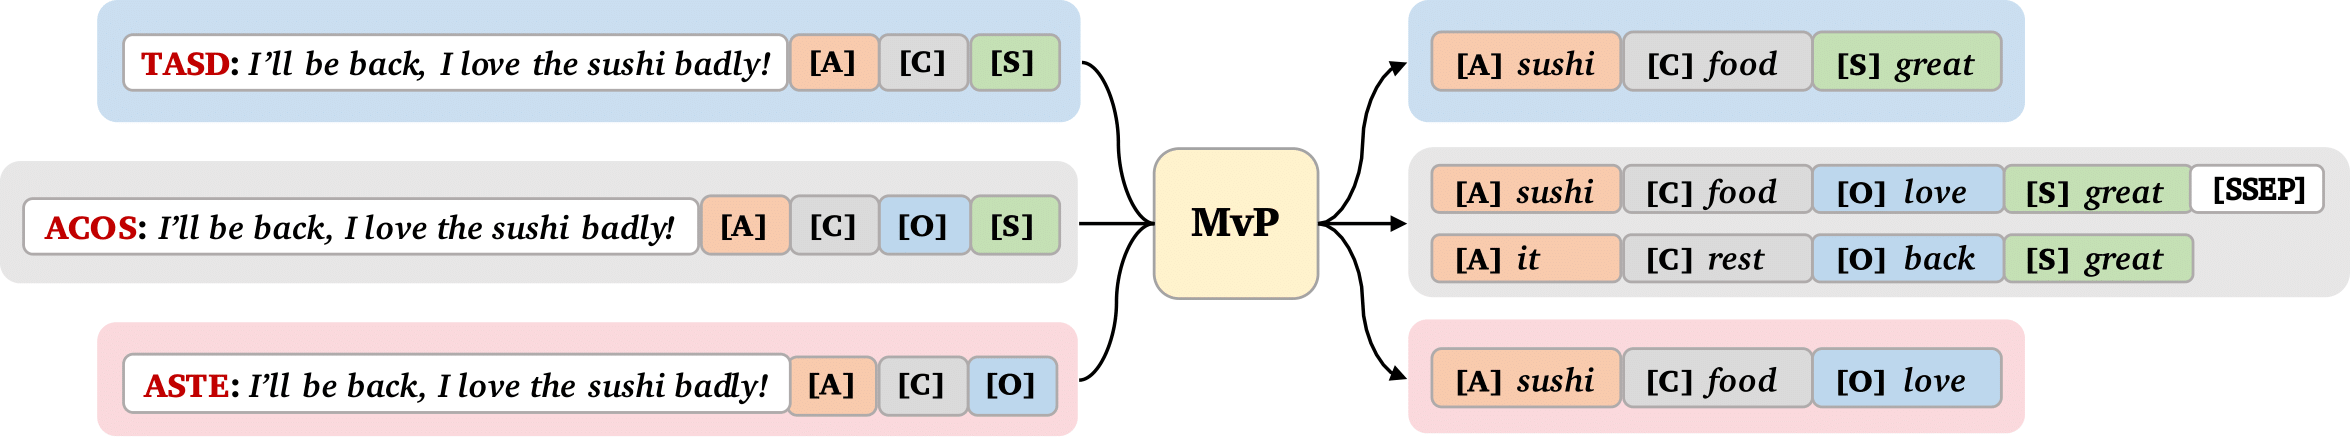 TASD: I'll be back, I love the sushi badly! [A] [C] [S]
ACOS: I'll be back, I love the sushi badly! [A] [C] [O] [S]
ASTE: I'll be back, I love the sushi badly! [A] [C] [O]
MvP
[A] sushi [C] food [S] great
[A] sushi [C] food [O] love [S] great [SSEP]
[A] it [C] rest [O] back [S] great
[A] sushi [C] food [O] love